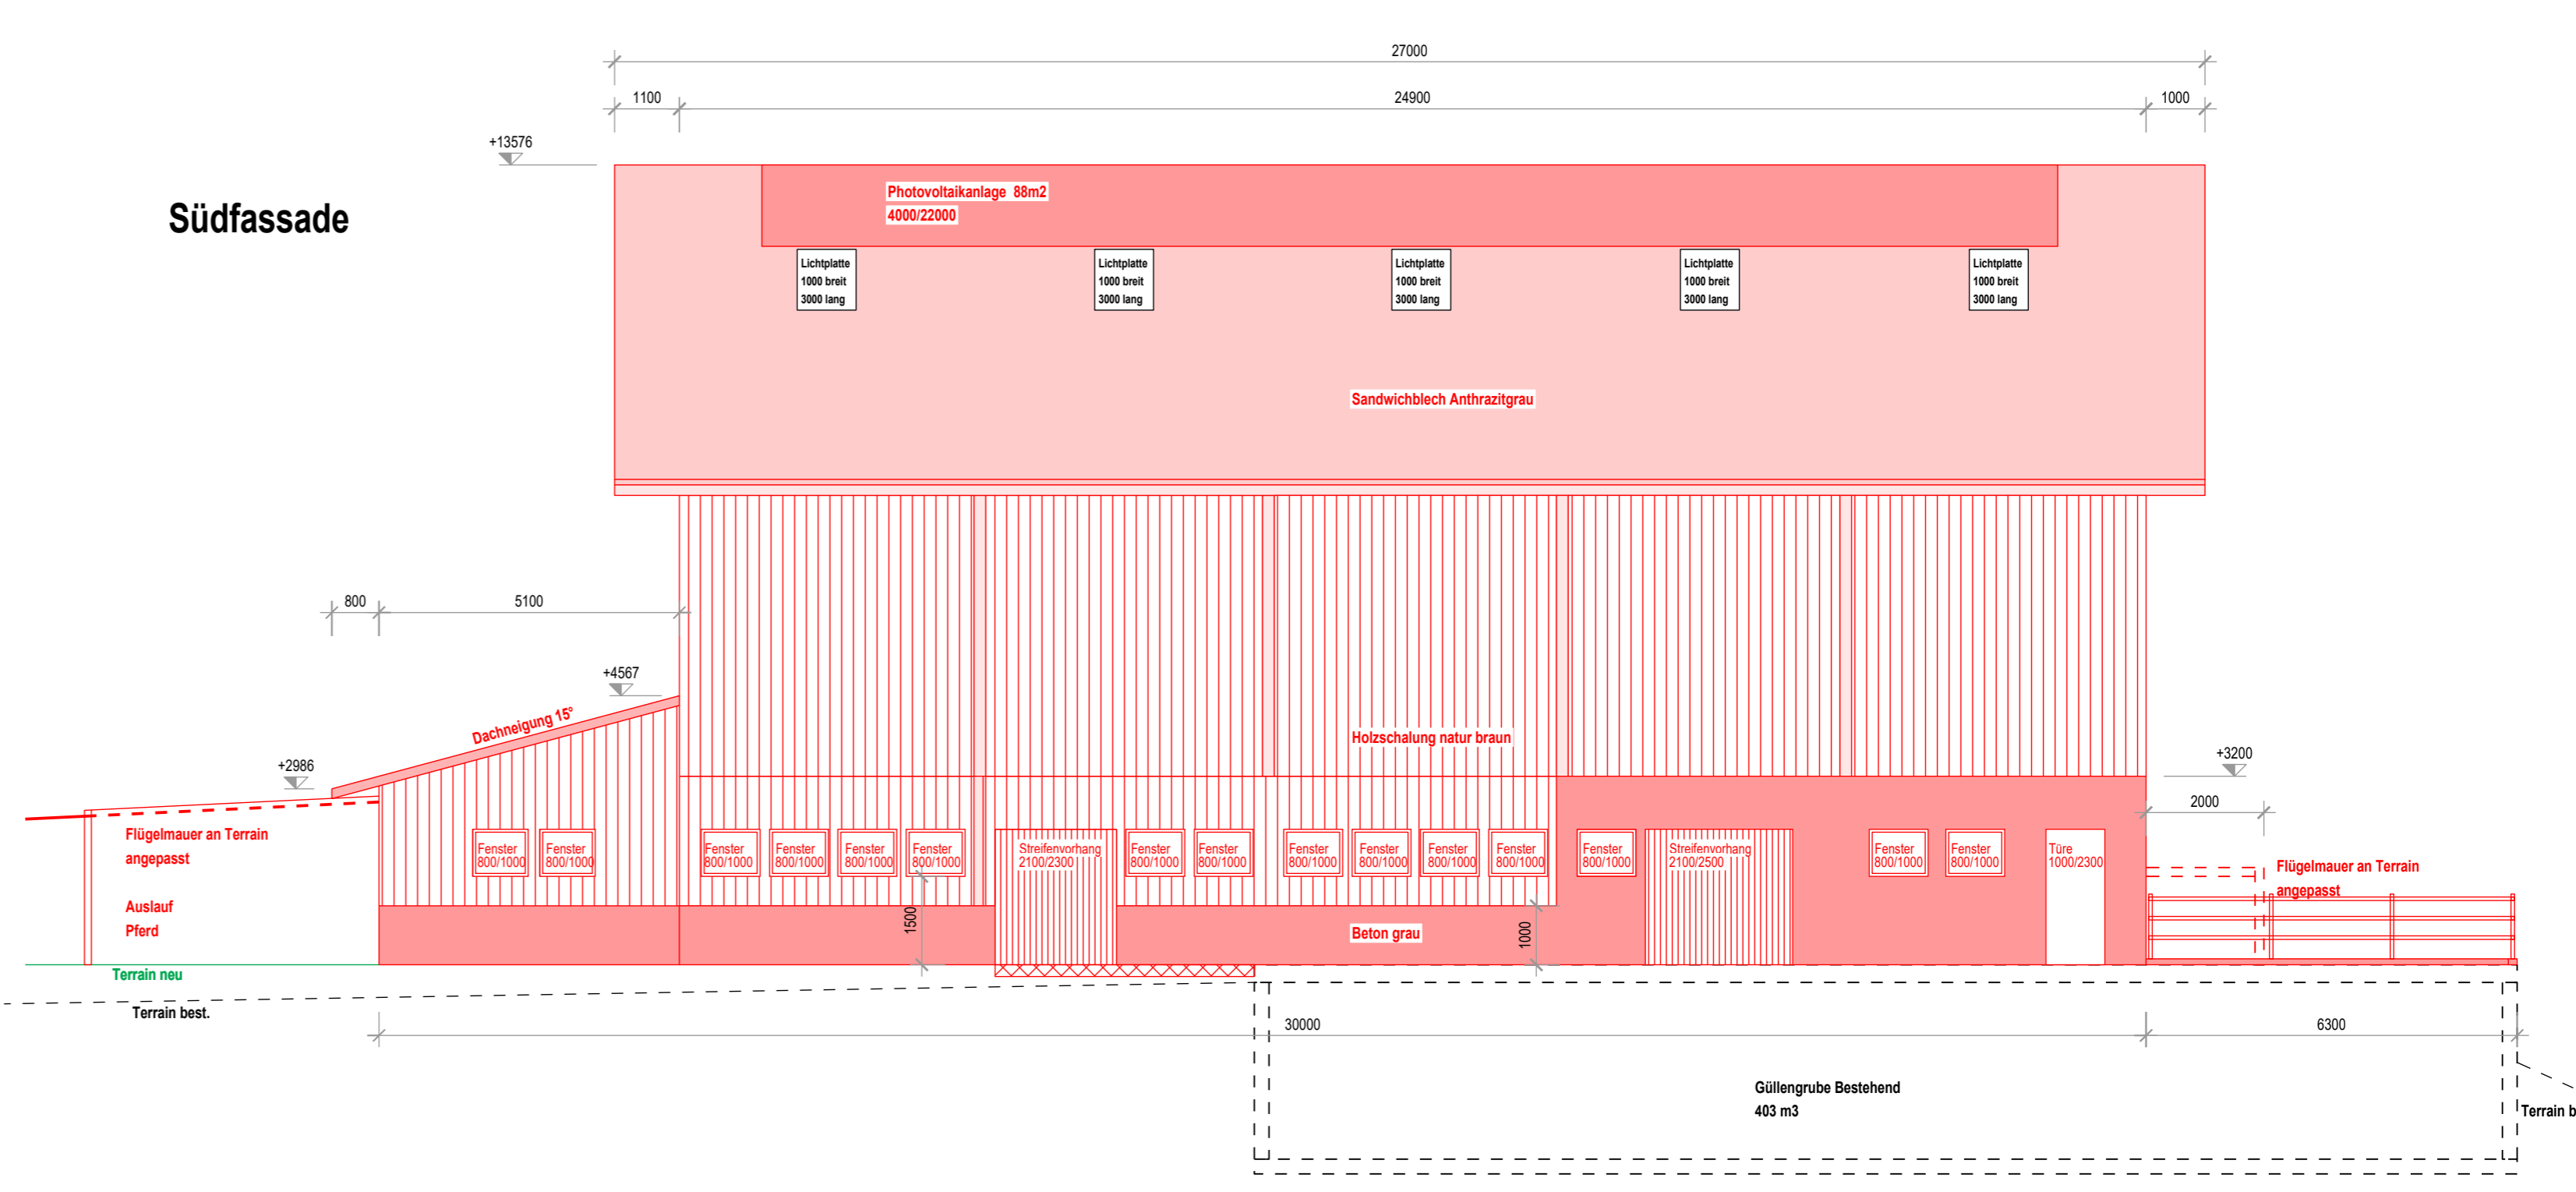 27000
1100
24900
1000
+13576
Südfassade
Photovoltaikanlage 88m2
4000/22000
Lichtplatte
1000 breit
3000 lang
Lichtplatte
1000 breit
3000 lang
Lichtplatte
1000 breit
3000 lang
Lichtplatte
1000 breit
3000 lang
Lichtplatte
1000 breit
3000 lang
Sandwichblech Anthrazitgrau
800
5100
+4567
Dachneigung 15°
Holzschalung natur braun
+2986
+3200
2000
Flügelmauer an Terrain
angepasst
Auslauf
Pferd
Fenster
800/1000
Fenster
800/1000
Fenster
800/1000
Fenster
800/1000
Fenster
800/1000
Fenster
800/1000
Streifenvorhang
2100/2300
Fenster
800/1000
Fenster
800/1000
Fenster
800/1000
Fenster
800/1000
Fenster
800/1000
Fenster
800/1000
Fenster
800/1000
Streifenvorhang
2100/2500
Fenster
800/1000
Fenster
800/1000
Türe
1000/2300
Flügelmauer an Terrain
angepasst
1500
1000
Beton grau
Terrain neu
Terrain best.
30000
6300
Güllengrube Bestehend
403 m3
Terrain b